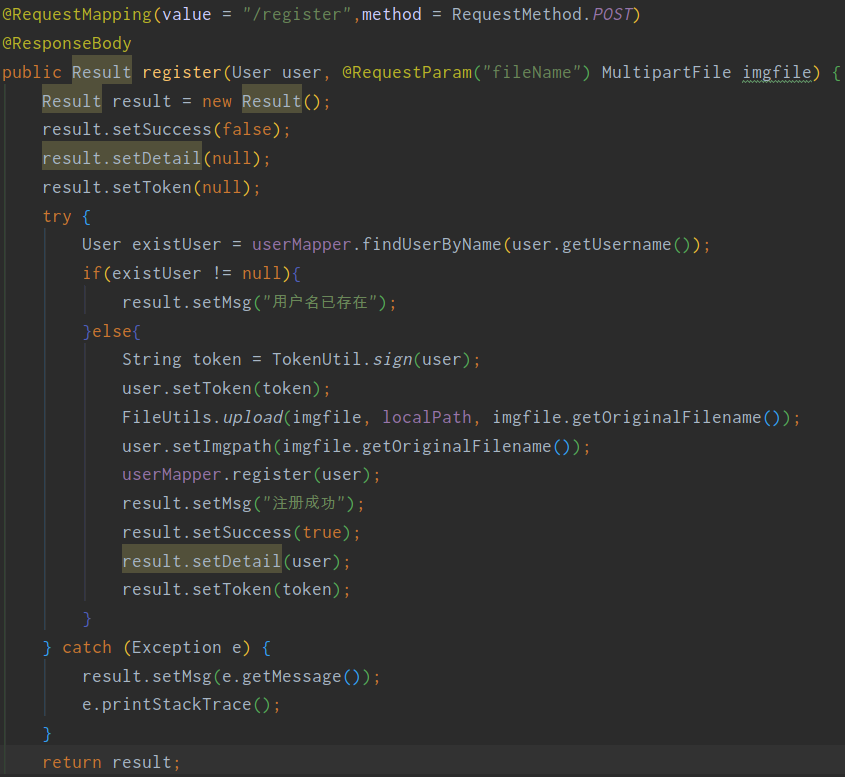 @RequestMapping(value = "/register",method = RequestMethod.POST)
@ResponseBody
public Result register(User user, @RequestParam("fileName") MultipartFile imgfile) {
Result result = new Result();
result.setSuccess(false);
result.setDetail(null);
result.setToken(null);
try {
User existUser = userMapper.findUserByName(user.getUsername());
if(existUser != null){
result.setMsg("用户名已存在");
}else{
String token = TokenUtil.sign(user);
user.setToken(token);
FileUtils.upload(imgfile, localPath, imgfile.getOriginalFilename());
user.setImgpath(imgfile.getOriginalFilename());
userMapper.register(user);
result.setMsg("注册成功");
result.setSuccess(true);
result.setDetail(user);
result.setToken(token);
}
} catch (Exception e) {
result.setMsg(e.getMessage());
e.printStackTrace();
}
return result;